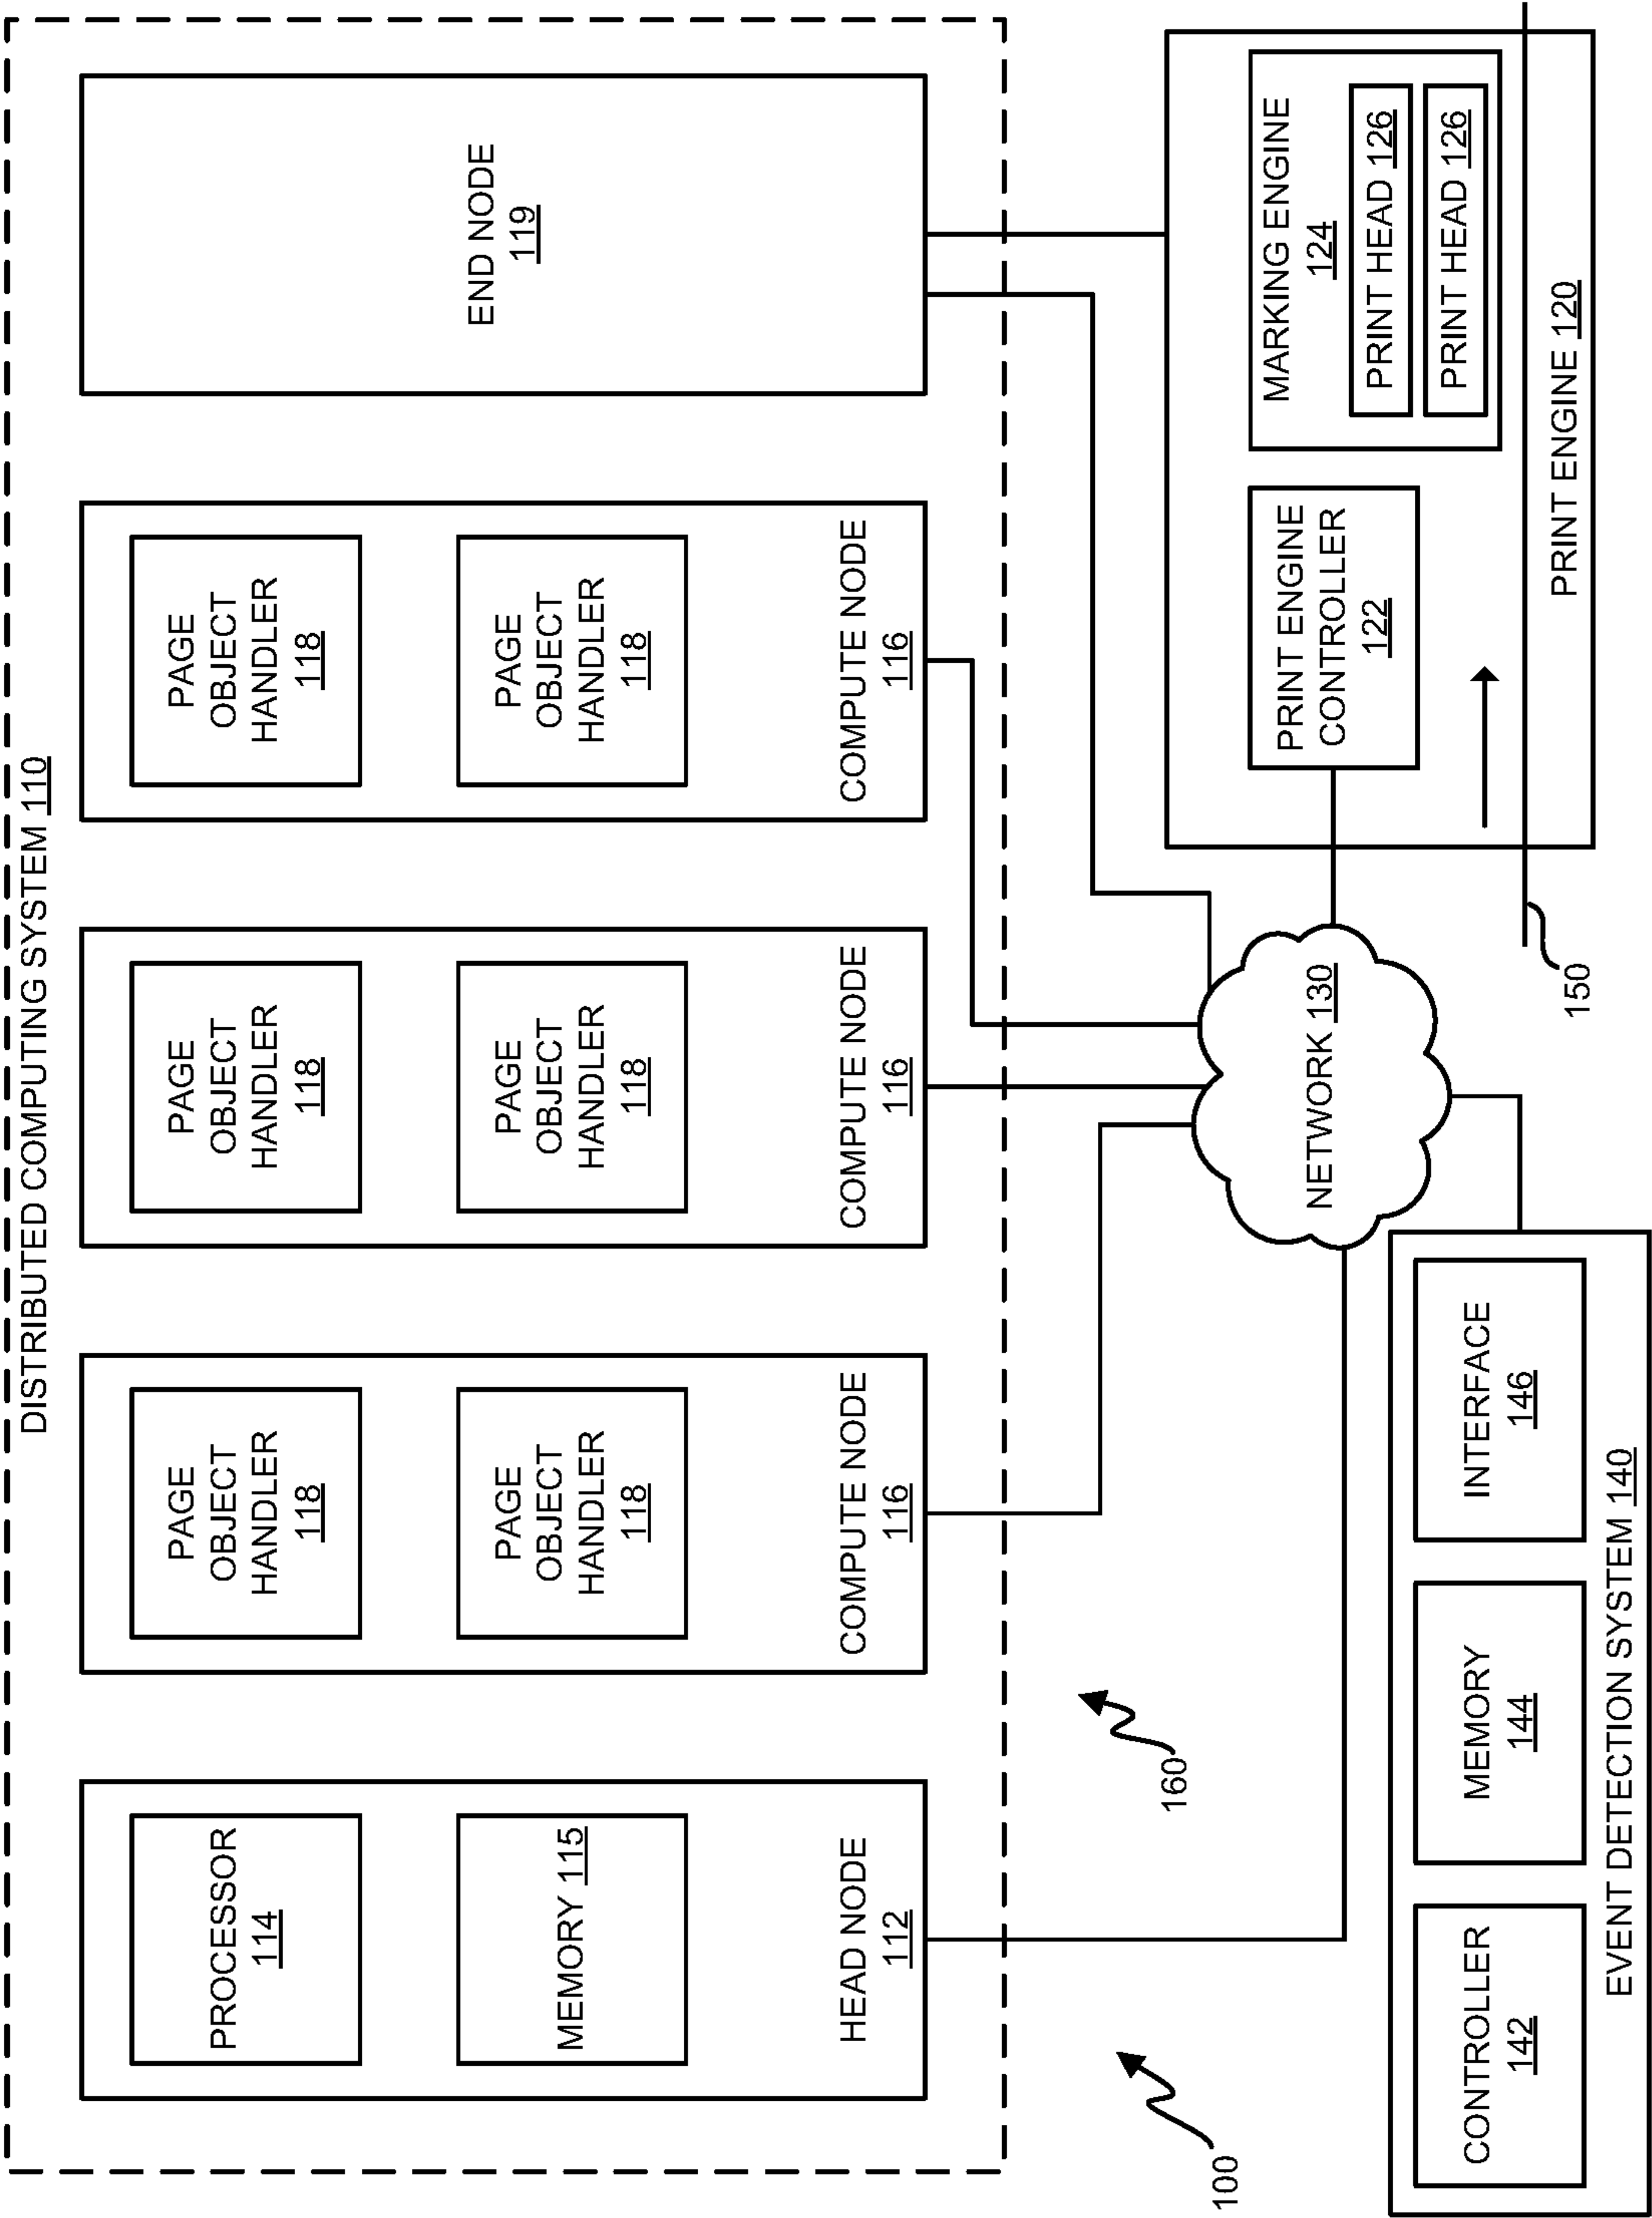 DISTRIBUTED COMPUTING SYSTEM 110
PROCESSOR
114
MEMORY 115
HEAD NODE
112
PAGE
OBJECT
HANDLER
118
PAGE
OBJECT
HANDLER
118
COMPUTE NODE
116
PAGE
OBJECT
HANDLER
118
PAGE
OBJECT
HANDLER
118
COMPUTE NODE
116
PAGE
OBJECT
HANDLER
118
PAGE
OBJECT
HANDLER
118
COMPUTE NODE
116
END NODE
119
100
160
NETWORK 130
CONTROLLER
142
MEMORY
144
INTERFACE
146
EVENT DETECTION SYSTEM 140
150
PRINT ENGINE
CONTROLLER
122
MARKING ENGINE
124
PRINT HEAD 126
PRINT HEAD 126
PRINT ENGINE 120